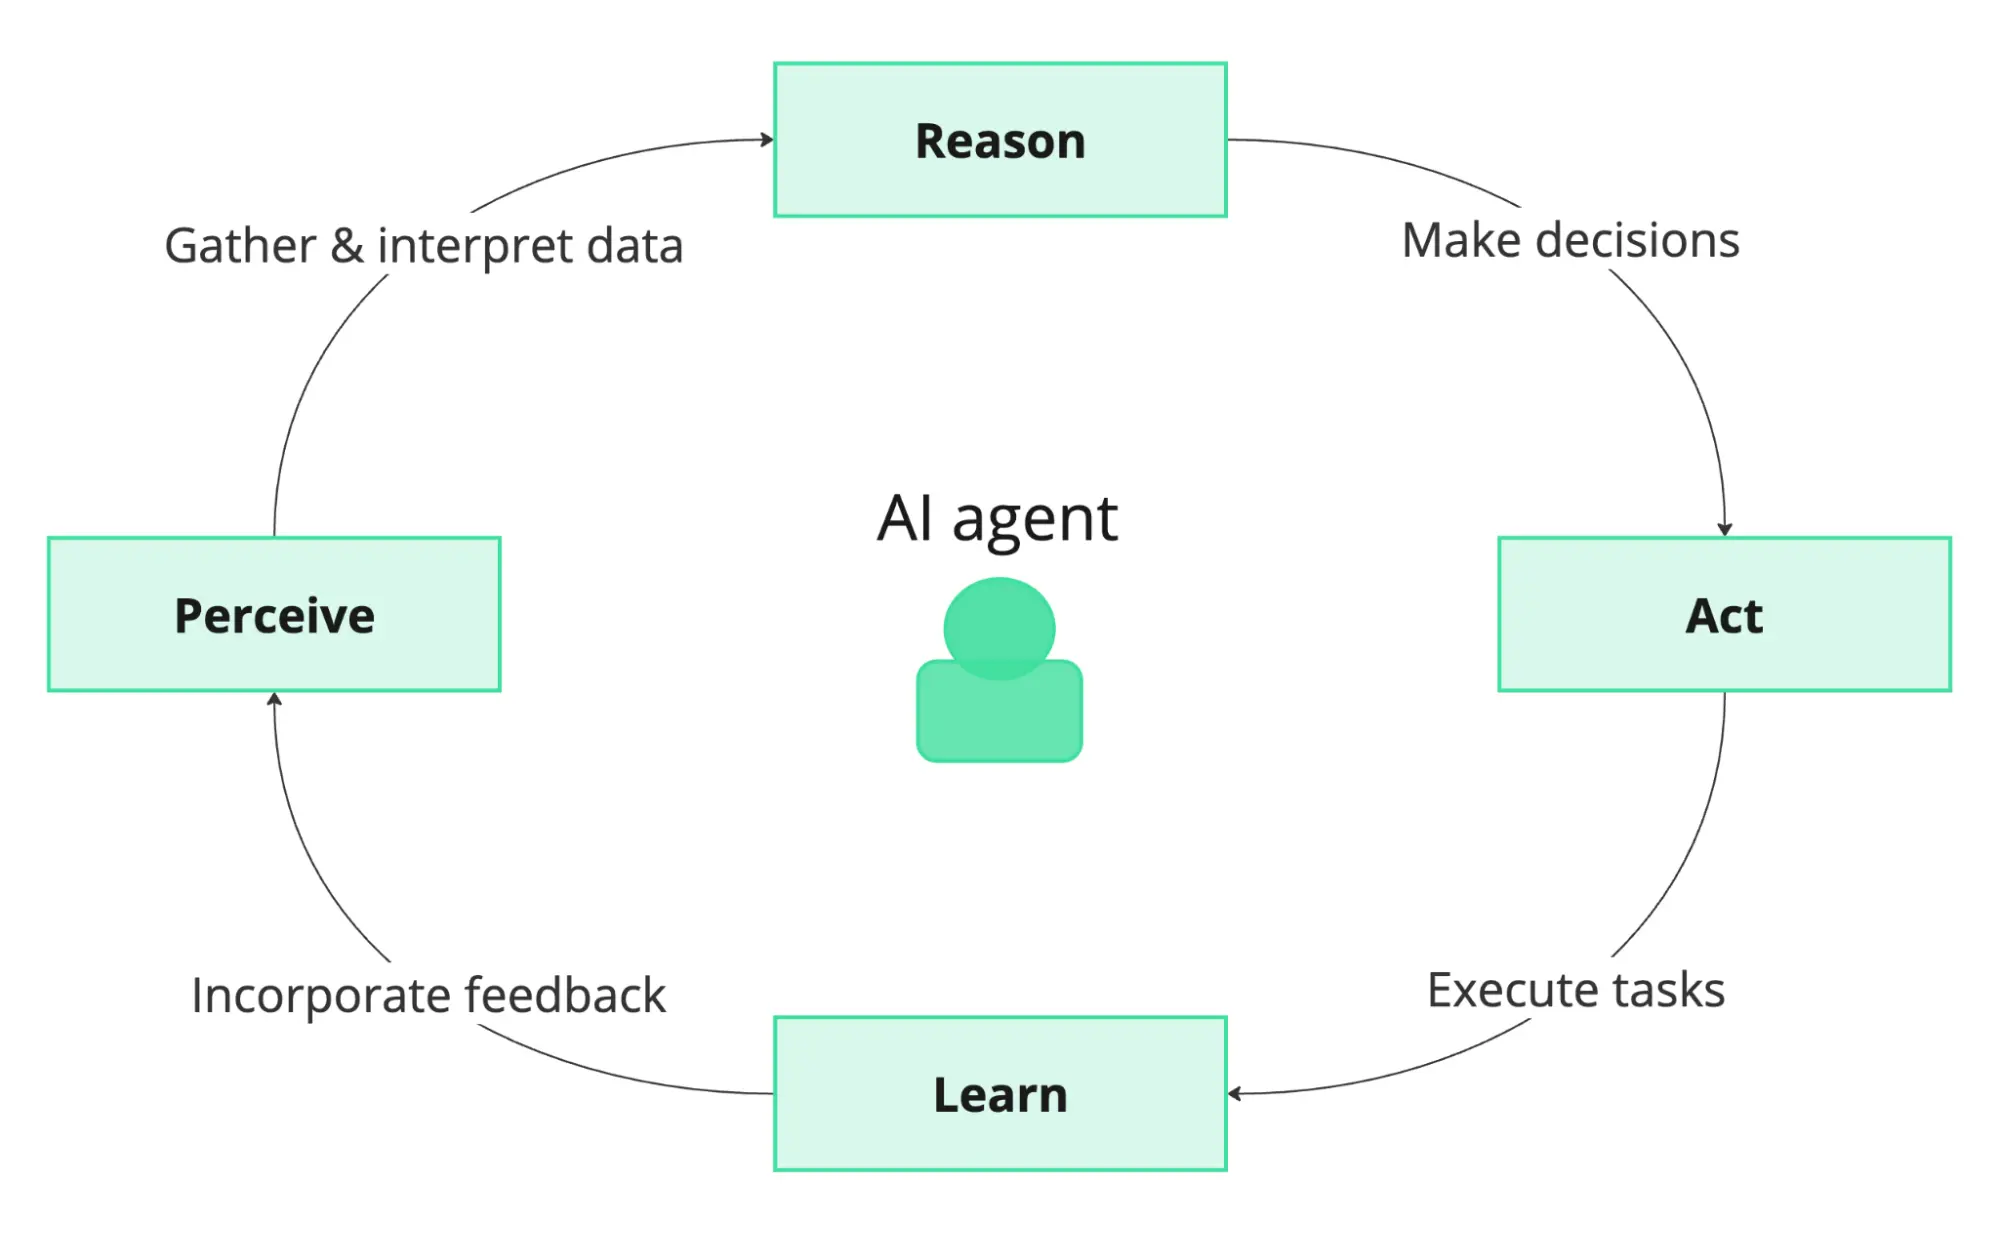 Reason
Gather & interpret data
Make decisions
AI agent
Perceive
Act
Incorporate feedback
Execute tasks
Learn